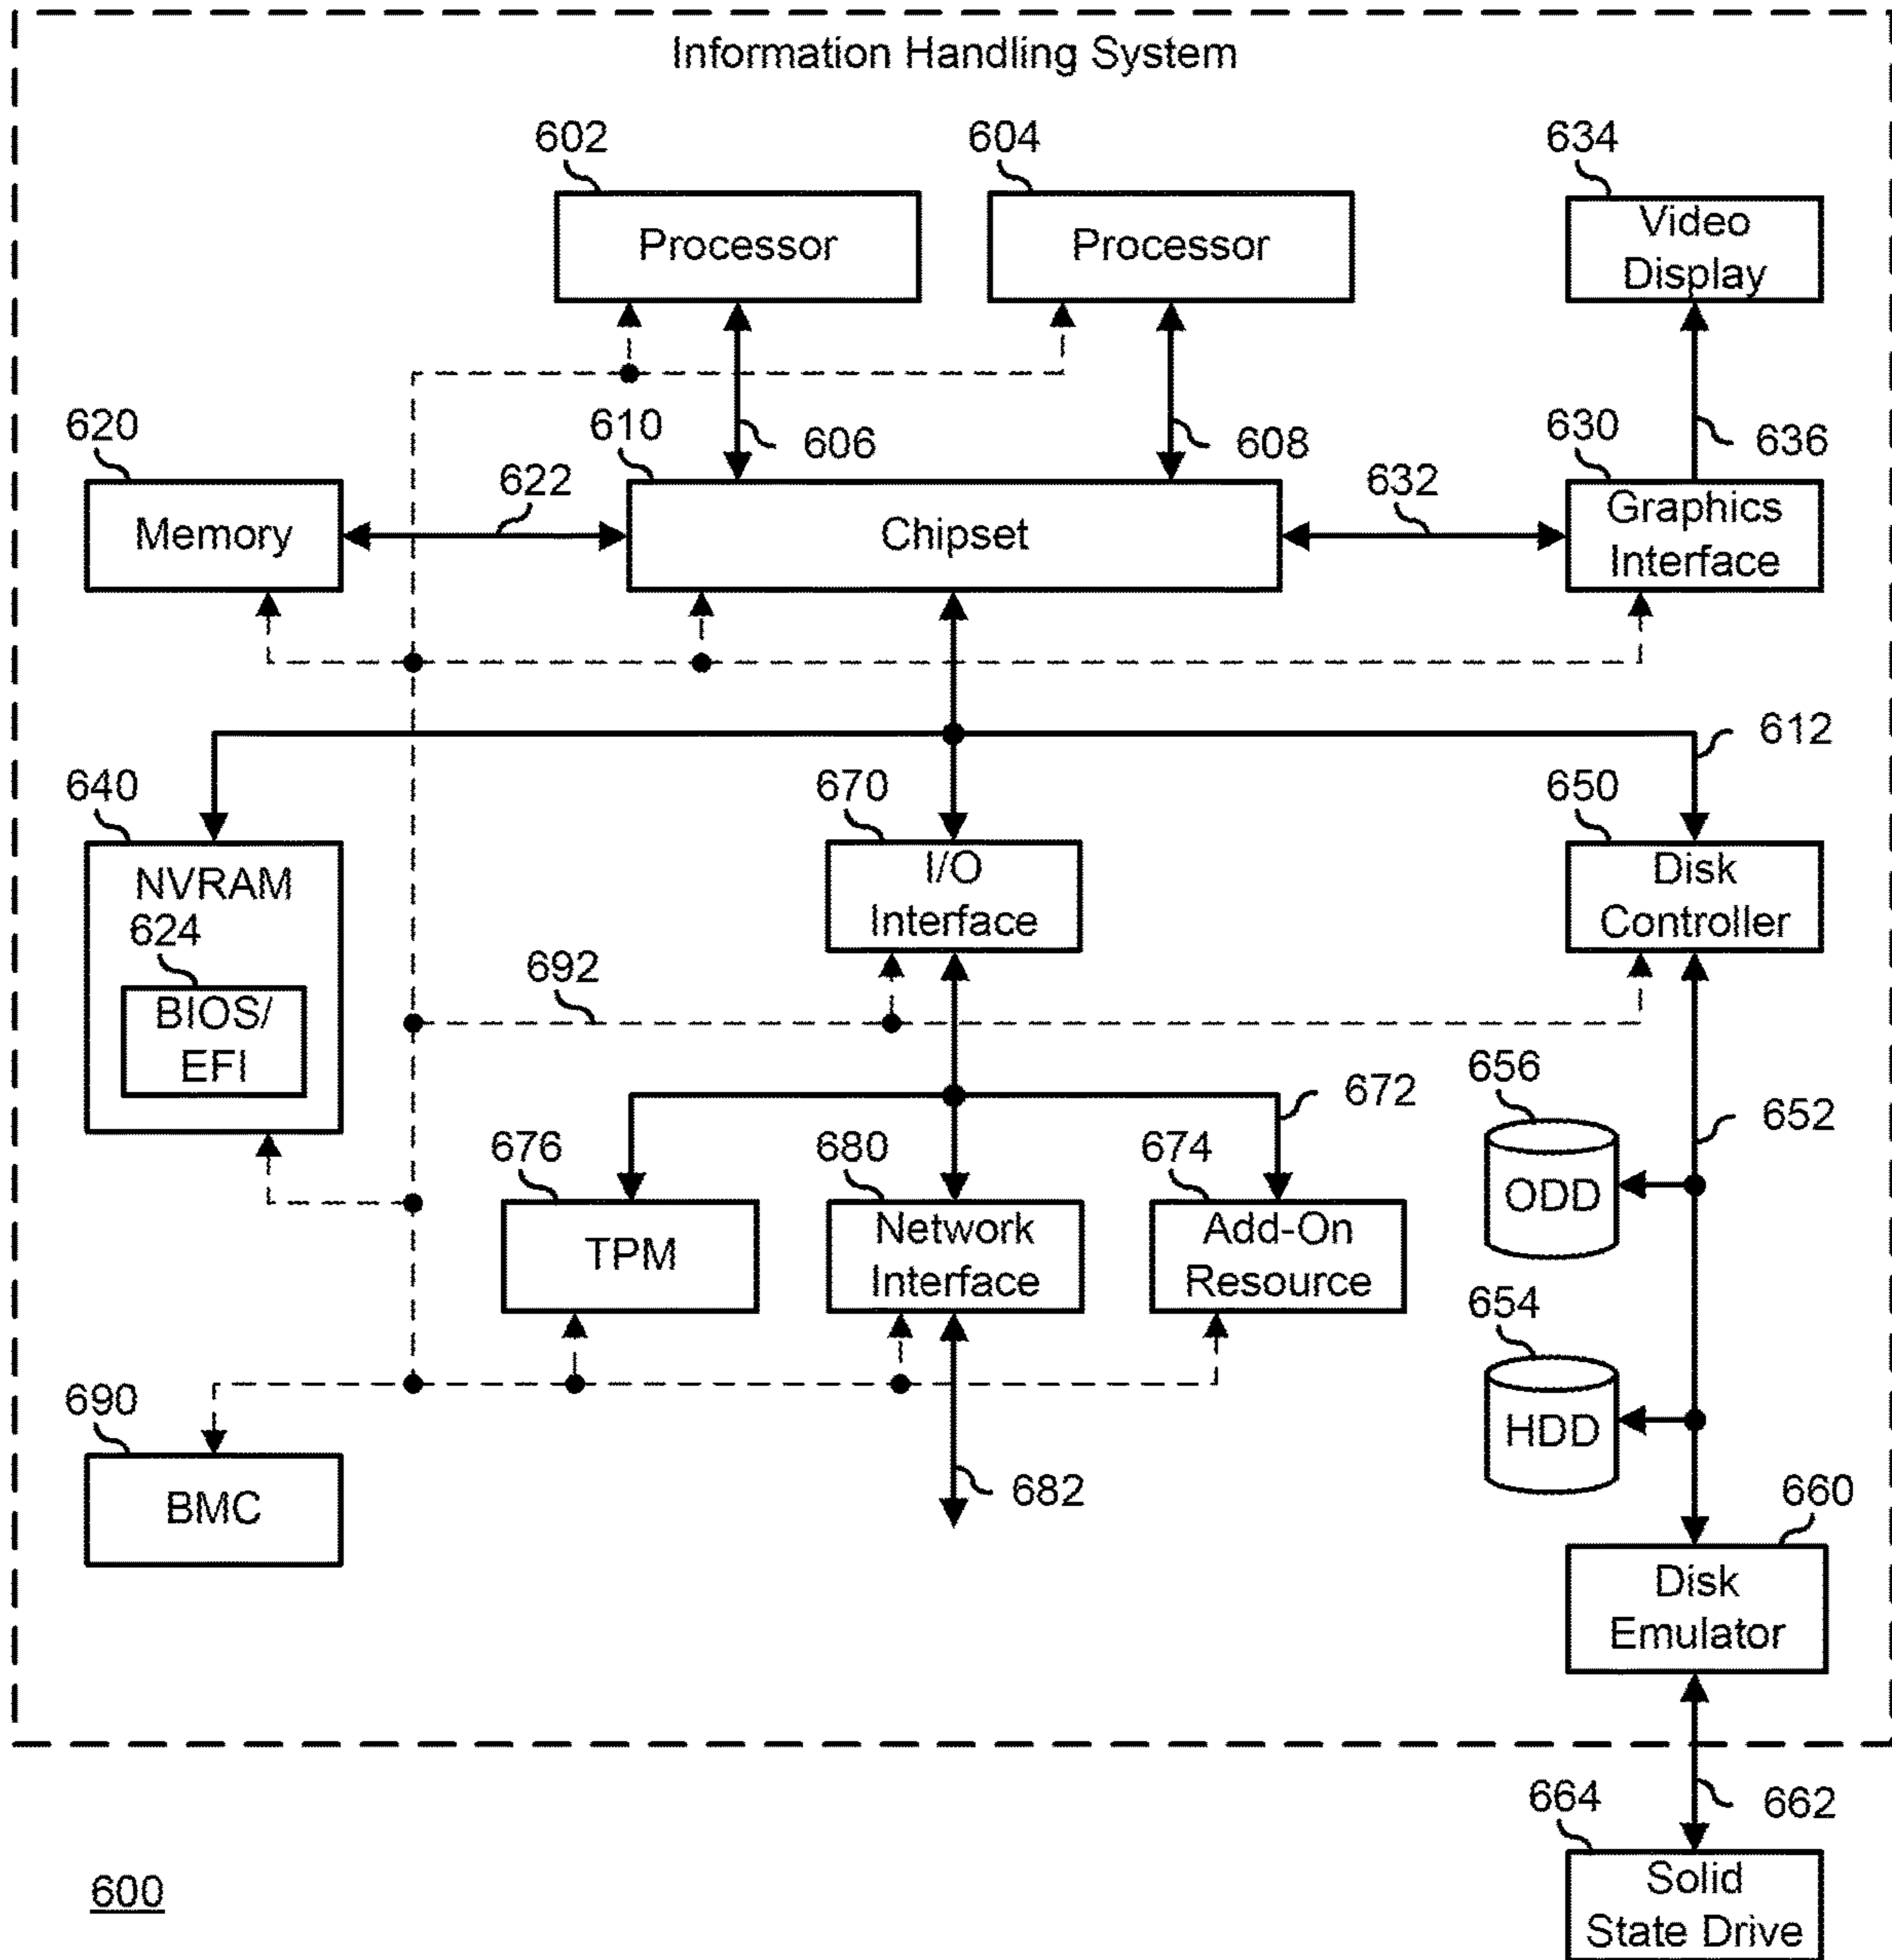 Information Handling System
602
604
634
Processor
Processor
Video
Display
620
610
606
608
630
636
622
632
Memory
Chipset
Graphics
Interface
612
640
670
650
NVRAM
I/O
Interface
Disk
Controller
624
692
BIOS/
EFI
656
672
652
676
680
674
ODD
TPM
Network
Interface
Add-On
Resource
654
690
HDD
682
BMC
660
Disk
Emulator
664
662
600
Solid
State Drive